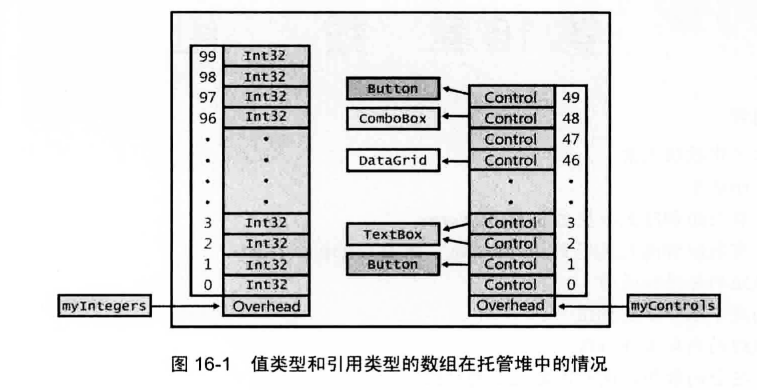 99 Int32
98 Int32
97 Int32
96 Int32
3 Int32
2 Int32
1 Int32
0 Int32
Overhead
myIntegers
Button
ComboBox
DataGrid
TextBox
Button
Control 49
Control 48
Control 47
Control 46
Control 3
Control 2
Control 1
Control 0
Overhead
myControls
图 16-1 值类型和引用类型的数组在托管堆中的情况